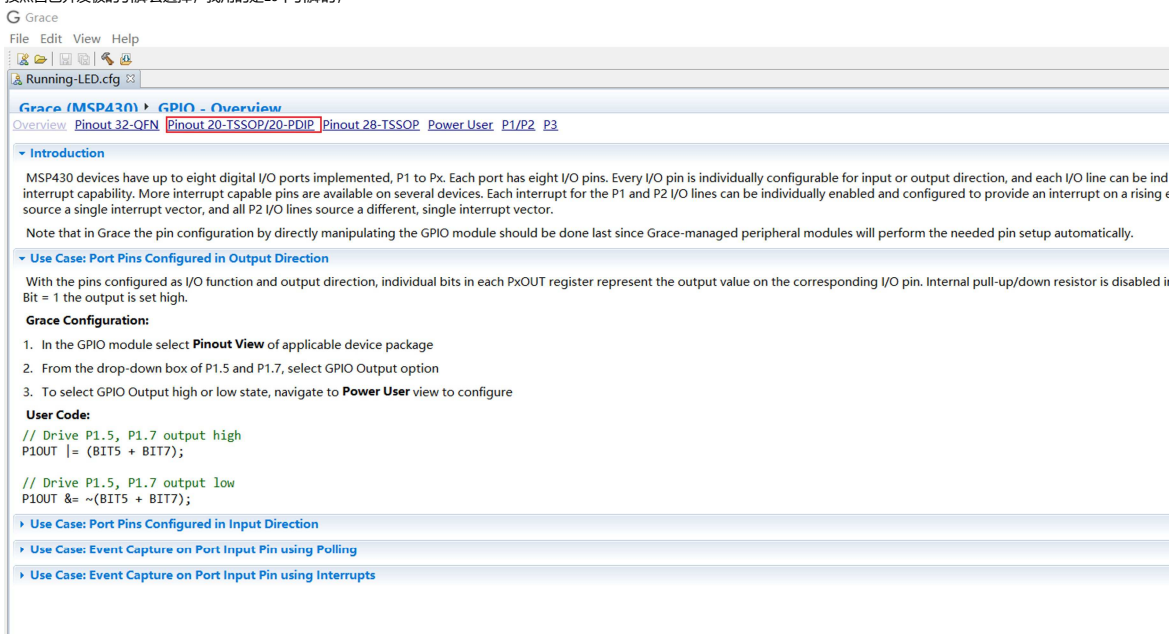 G Grace
File Edit View Help
Running-LED.cfg
Grace (MSP430) GPIO - Overview
Overview Pinout 32-QFN Pinout 20-TSSOP/20-PDIP Pinout 28-TSSOP Power User P1/P2 P3
Introduction
MSP430 devices have up to eight digital I/O ports implemented, P1 to Px. Each port has eight I/O pins. Every I/O pin is individually configurable for input or output direction, and each I/O line can be ind
interrupt capability. More interrupt capable pins are available on several devices. Each interrupt for the P1 and P2 I/O lines can be individually enabled and configured to provide an interrupt on a rising e
source a single interrupt vector, and all P2 I/O lines source a different, single interrupt vector.
Note that in Grace the pin configuration by directly manipulating the GPIO module should be done last since Grace-managed peripheral modules will perform the needed pin setup automatically.
Use Case: Port Pins Configured in Output Direction
With the pins configured as I/O function and output direction, individual bits in each PxOUT register represent the output value on the corresponding I/O pin. Internal pull-up/down resistor is disabled i
Bit = 1 the output is set high.
Grace Configuration:
1. In the GPIO module select Pinout View of applicable device package
2. From the drop-down box of P1.5 and P1.7, select GPIO Output option
3. To select GPIO Output high or low state, navigate to Power User view to configure
User Code:
// Drive P1.5, P1.7 output high
P1OUT |= (BIT5 + BIT7);
// Drive P1.5, P1.7 output low
P1OUT &= ~(BIT5 + BIT7);
Use Case: Port Pins Configured in Input Direction
Use Case: Event Capture on Port Input Pin using Polling
Use Case: Event Capture on Port Input Pin using Interrupts